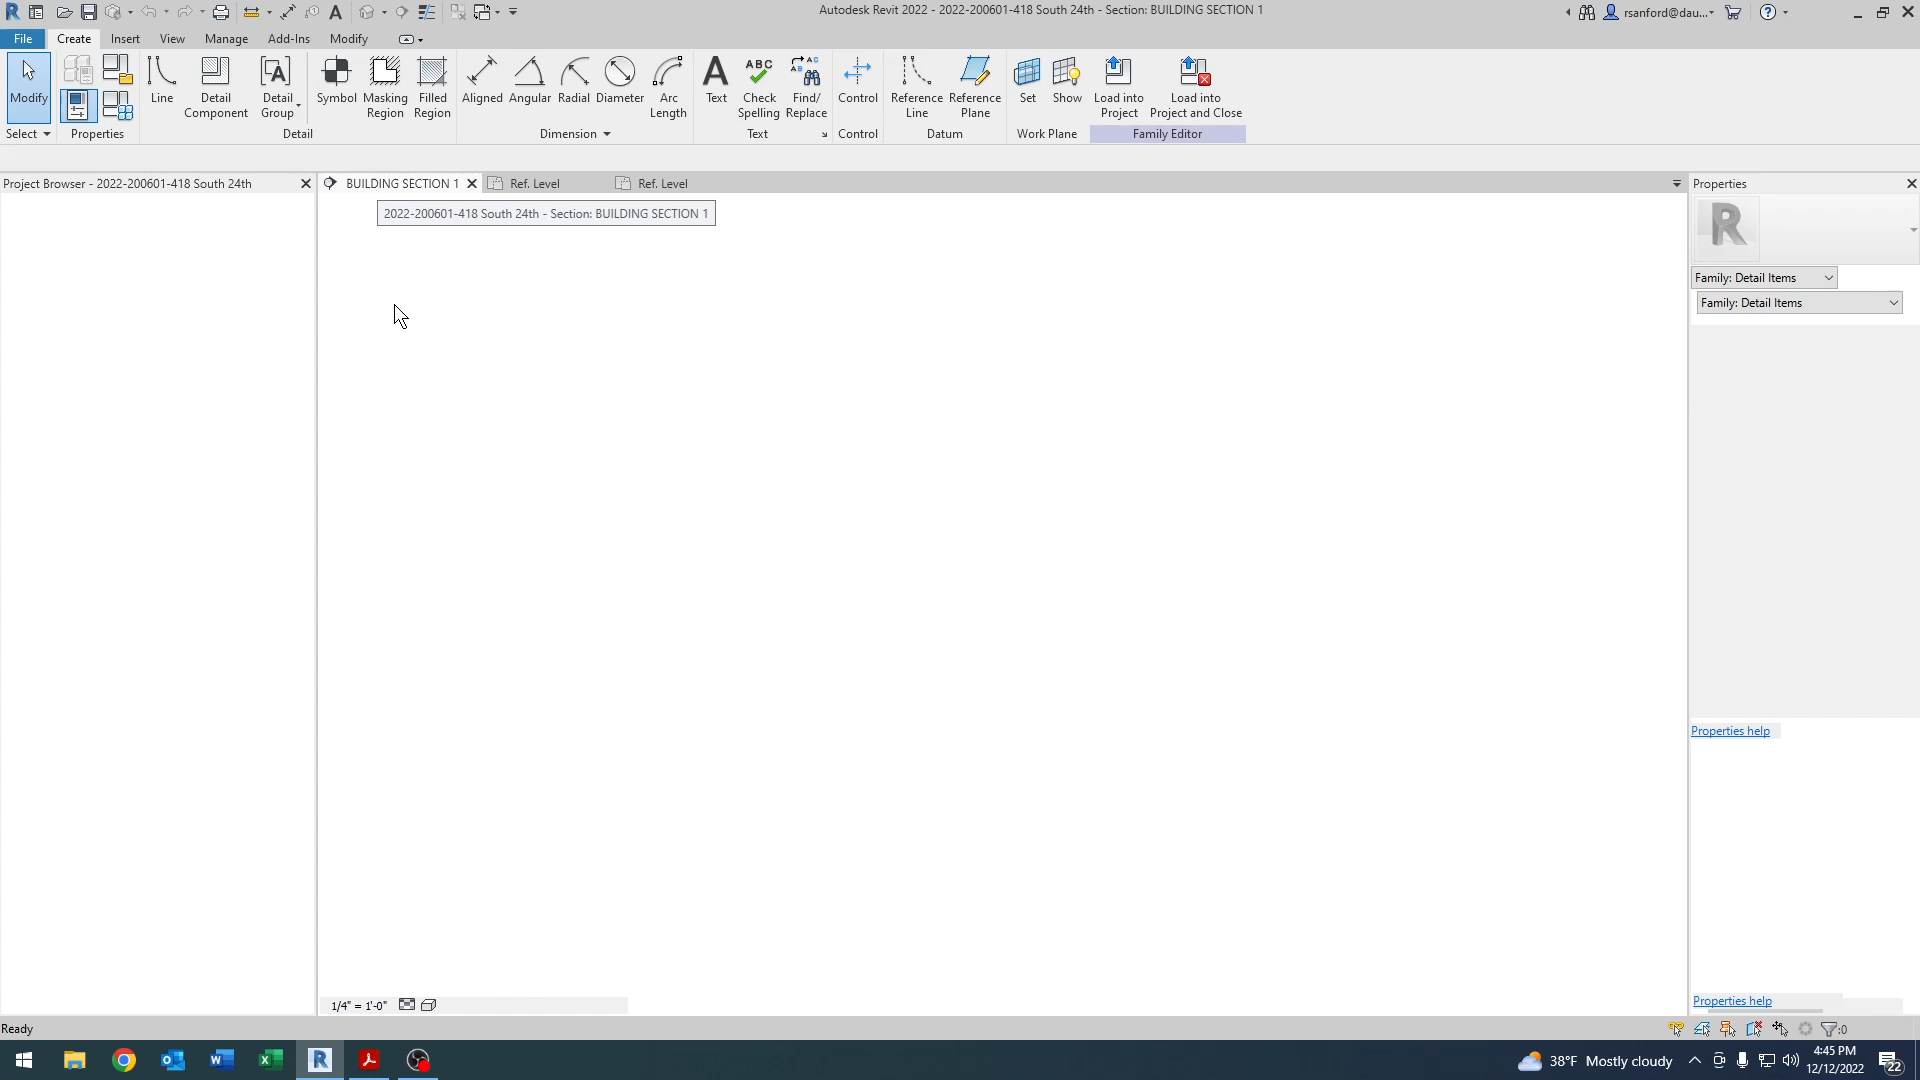 Autodesk Revit 2022 - 2022-200601-418 South 24th - Section: BUILDING SECTION 1
rsanford@dau...
File Create Insert View Manage Add-Ins Modify
Modify
Line
Detail Component
Detail Group
Symbol
Masking Region
Filled Region
Aligned
Angular
Radial
Diameter
Arc Length
Text
ABC
Check Spelling
Find/ Replace
Control
Reference Line
Reference Plane
Set
Show
Load into Project
Load into Project and Close
Select Properties Detail Dimension Text Control Datum Work Plane Family Editor
Project Browser - 2022-200601-418 South 24th
BUILDING SECTION 1
Ref. Level
Ref. Level
Properties
2022-200601-418 South 24th - Section: BUILDING SECTION 1
R
Family: Detail Items
Family: Detail Items
Properties help
Properties help
1/4" = 1'-0"
Ready
:0
38°F Mostly cloudy
4:45 PM
12/12/2022
22